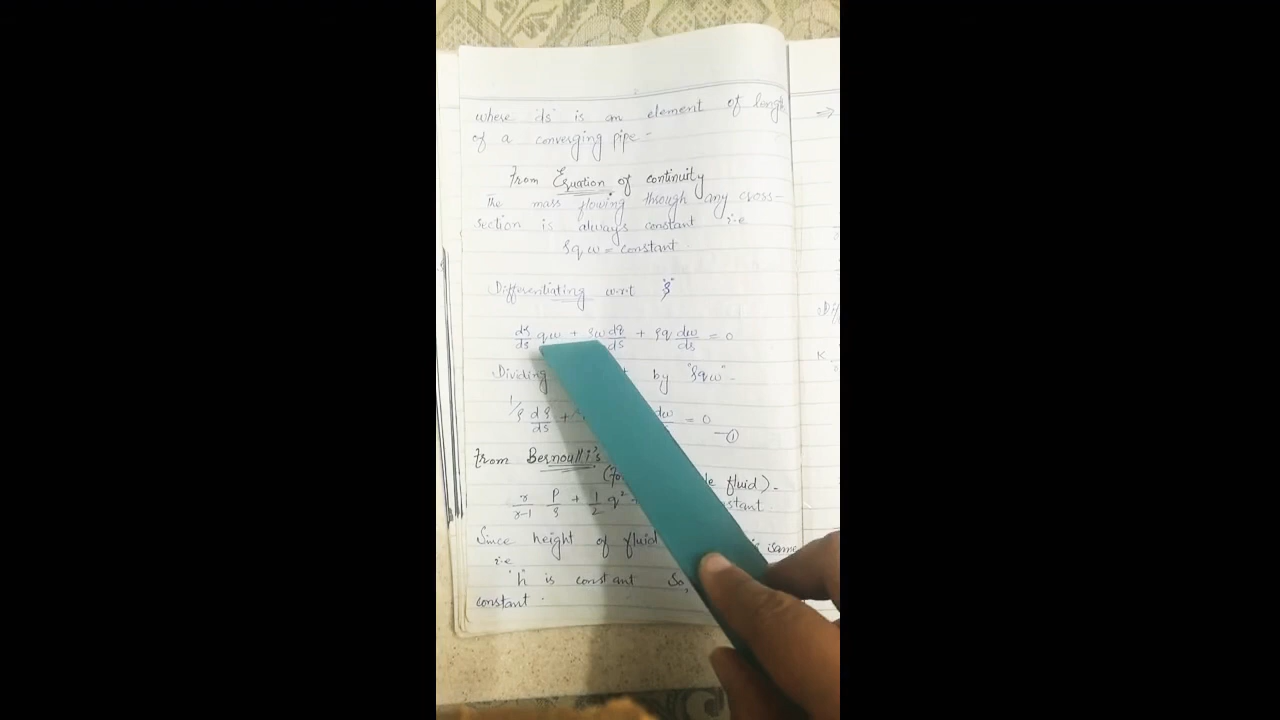 where 'ds' is an element of length
of a converging pipe -
From Equation of continuity
The mass flowing through any cross-
section is always constant i.e
ρqω = constant
Differentiating w.r.t "s"
dρ/ds qω + ρω dq/ds + ρq dω/ds = 0
Dividing by "ρqω" -
1/ρ dρ/ds + dω = 0 —①
From Bernoulli's
fluid) -
r/r-1 P/ρ + 1/2 q²
Since height of fluid is same
i.e
"h" is constant So,
constant .